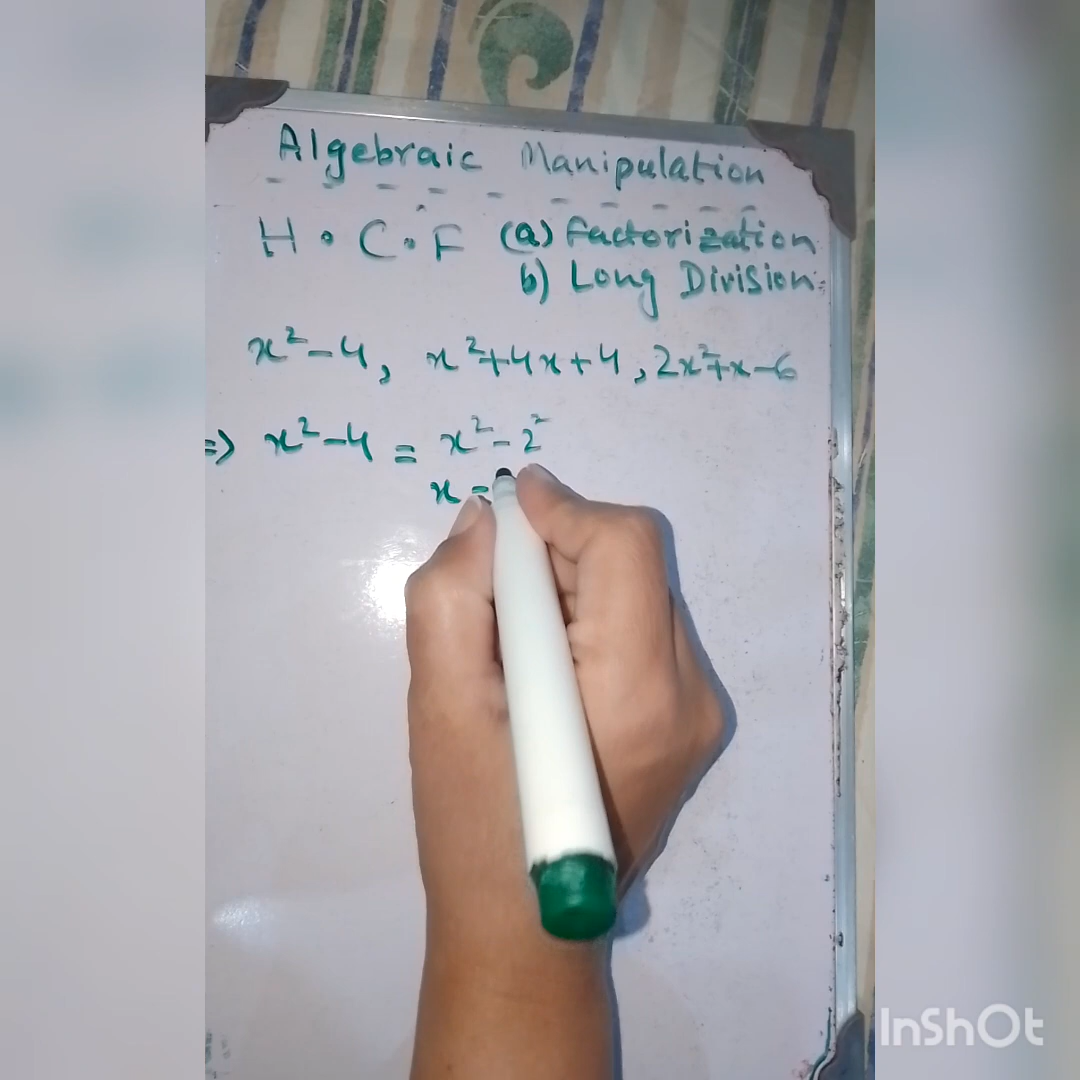 Algebraic Manipulation
H.C.F (a) Factorization
b) Long Division
x² - 4, x² + 4x + 4, 2x² + x - 6
=> x² - 4 = x² - 2²
x -
InShOt